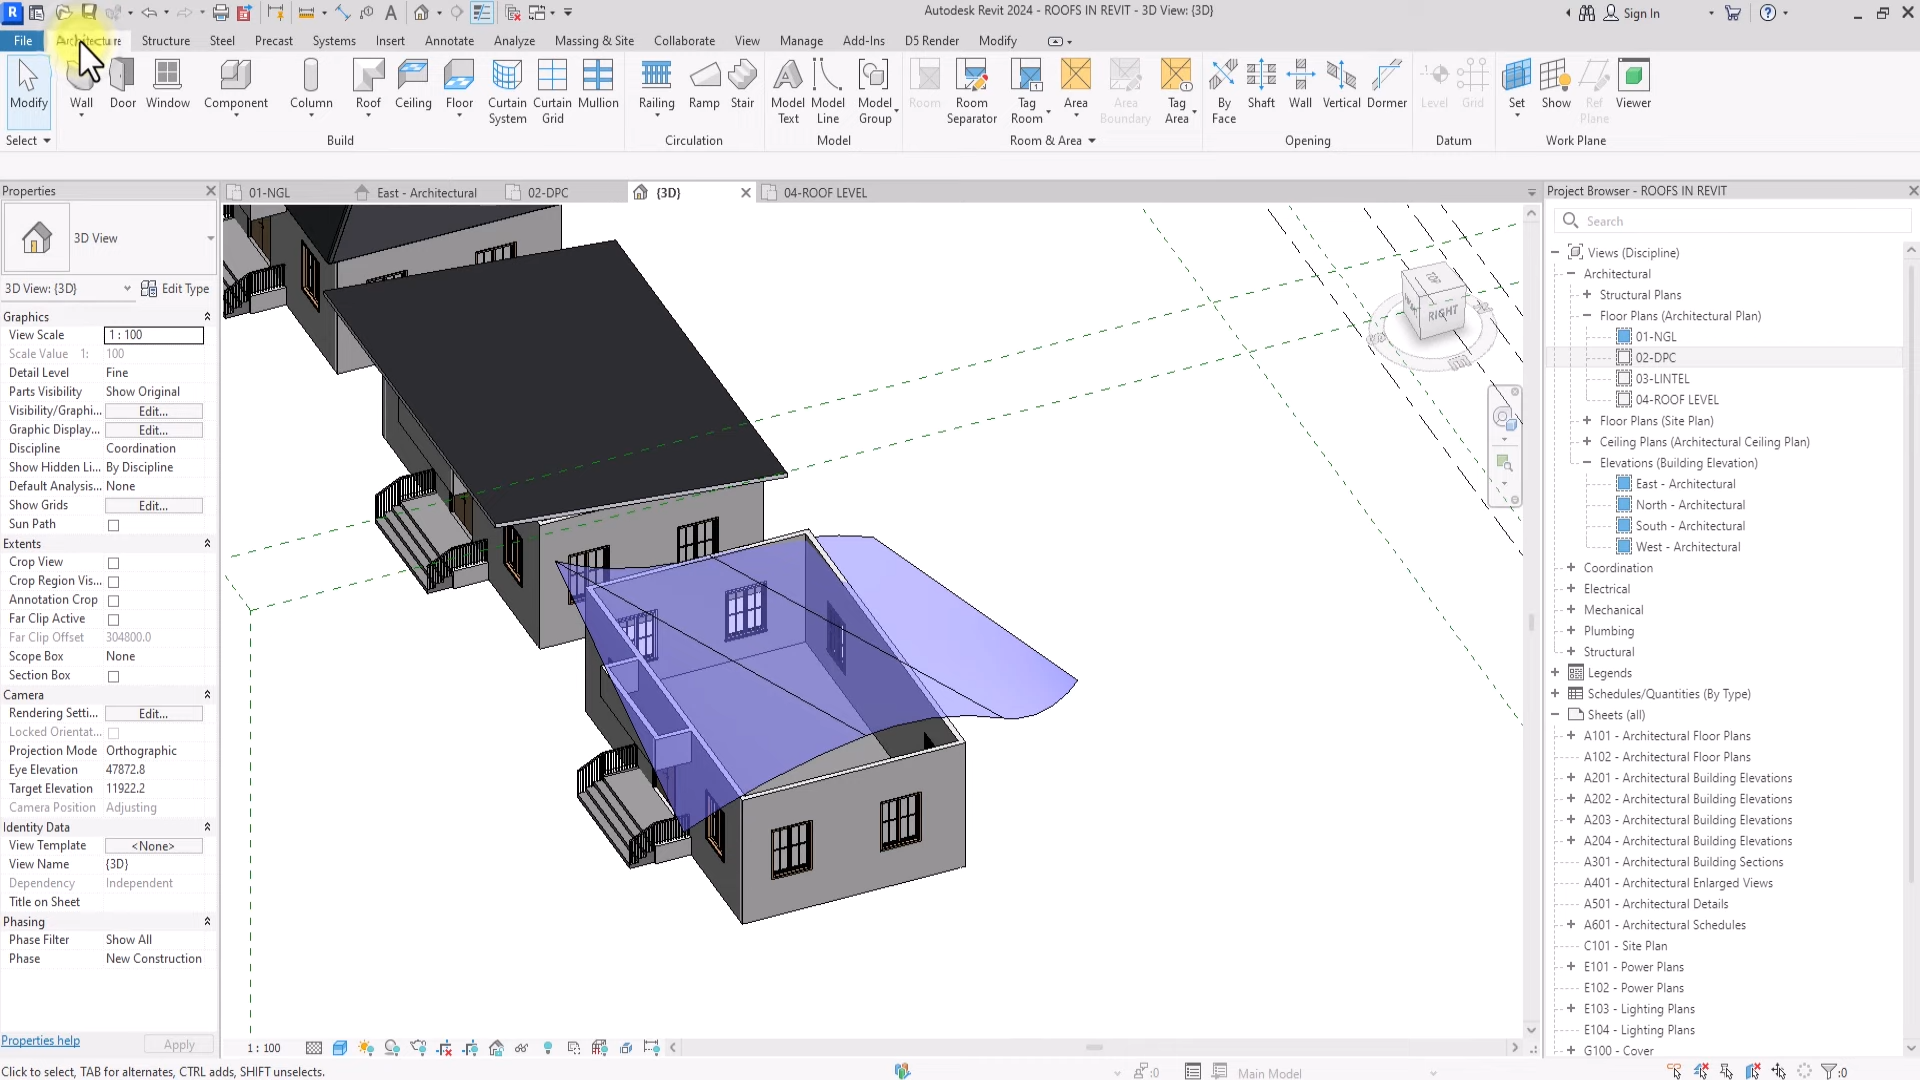 Autodesk Revit 2024 - ROOFS IN REVIT - 3D View: {3D}
Sign In
File
Architecture
Structure
Steel
Precast
Systems
Insert
Annotate
Analyze
Massing & Site
Collaborate
View
Manage
Add-Ins
D5 Render
Modify
Modify
Wall
Door
Window
Component
Column
Roof
Ceiling
Floor
Curtain System
Curtain Grid
Mullion
Railing
Ramp
Stair
Model Text
Model Line
Model Group
Room
Room Separator
Tag Room
Area
Area Boundary
Tag Area
By Face
Shaft
Wall
Vertical
Dormer
Level
Grid
Set
Show
Ref Plane
Viewer
Select
Build
Circulation
Model
Room & Area
Opening
Datum
Work Plane
Properties
01-NGL
East - Architectural
02-DPC
{3D}
04-ROOF LEVEL
Project Browser - ROOFS IN REVIT
3D View
3D View: {3D}
Edit Type
Graphics
View Scale 1 : 100
Scale Value 1: 100
Detail Level Fine
Parts Visibility Show Original
Visibility/Graphi... Edit...
Graphic Display... Edit...
Discipline Coordination
Show Hidden Li... By Discipline
Default Analysis... None
Show Grids Edit...
Sun Path
Extents
Crop View
Crop Region Vis...
Annotation Crop
Far Clip Active
Far Clip Offset 304800.0
Scope Box None
Section Box
Camera
Rendering Setti... Edit...
Locked Orientat...
Projection Mode Orthographic
Eye Elevation 47872.8
Target Elevation 11922.2
Camera Position Adjusting
Identity Data
View Template <None>
View Name {3D}
Dependency Independent
Title on Sheet
Phasing
Phase Filter Show All
Phase New Construction
Properties help
Apply
TOP
RIGHT
Search
Views (Discipline)
Architectural
Structural Plans
Floor Plans (Architectural Plan)
01-NGL
02-DPC
03-LINTEL
04-ROOF LEVEL
Floor Plans (Site Plan)
Ceiling Plans (Architectural Ceiling Plan)
Elevations (Building Elevation)
East - Architectural
North - Architectural
South - Architectural
West - Architectural
Coordination
Electrical
Mechanical
Plumbing
Structural
Legends
Schedules/Quantities (By Type)
Sheets (all)
A101 - Architectural Floor Plans
A102 - Architectural Floor Plans
A201 - Architectural Building Elevations
A202 - Architectural Building Elevations
A203 - Architectural Building Elevations
A204 - Architectural Building Elevations
A301 - Architectural Building Sections
A401 - Architectural Enlarged Views
A501 - Architectural Details
A601 - Architectural Schedules
C101 - Site Plan
E101 - Power Plans
E102 - Power Plans
E103 - Lighting Plans
E104 - Lighting Plans
G100 - Cover
1 : 100
Click to select, TAB for alternates, CTRL adds, SHIFT unselects.
:0
Main Model
:0